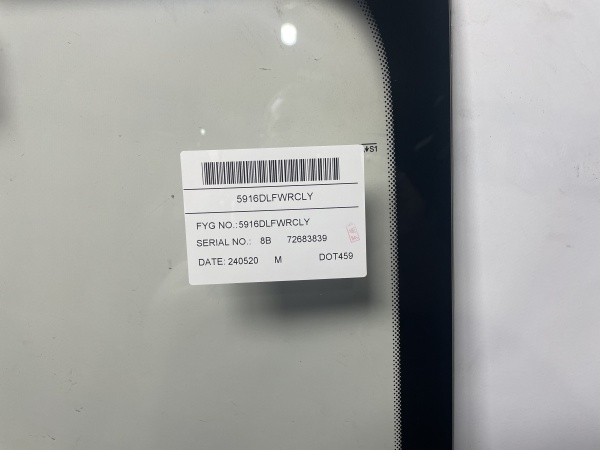 S1
5916DLFWRCLY
FYG NO.:5916DLFWRCLY
SERIAL NO.: 8B 72683839
DATE: 240520 M DOT459